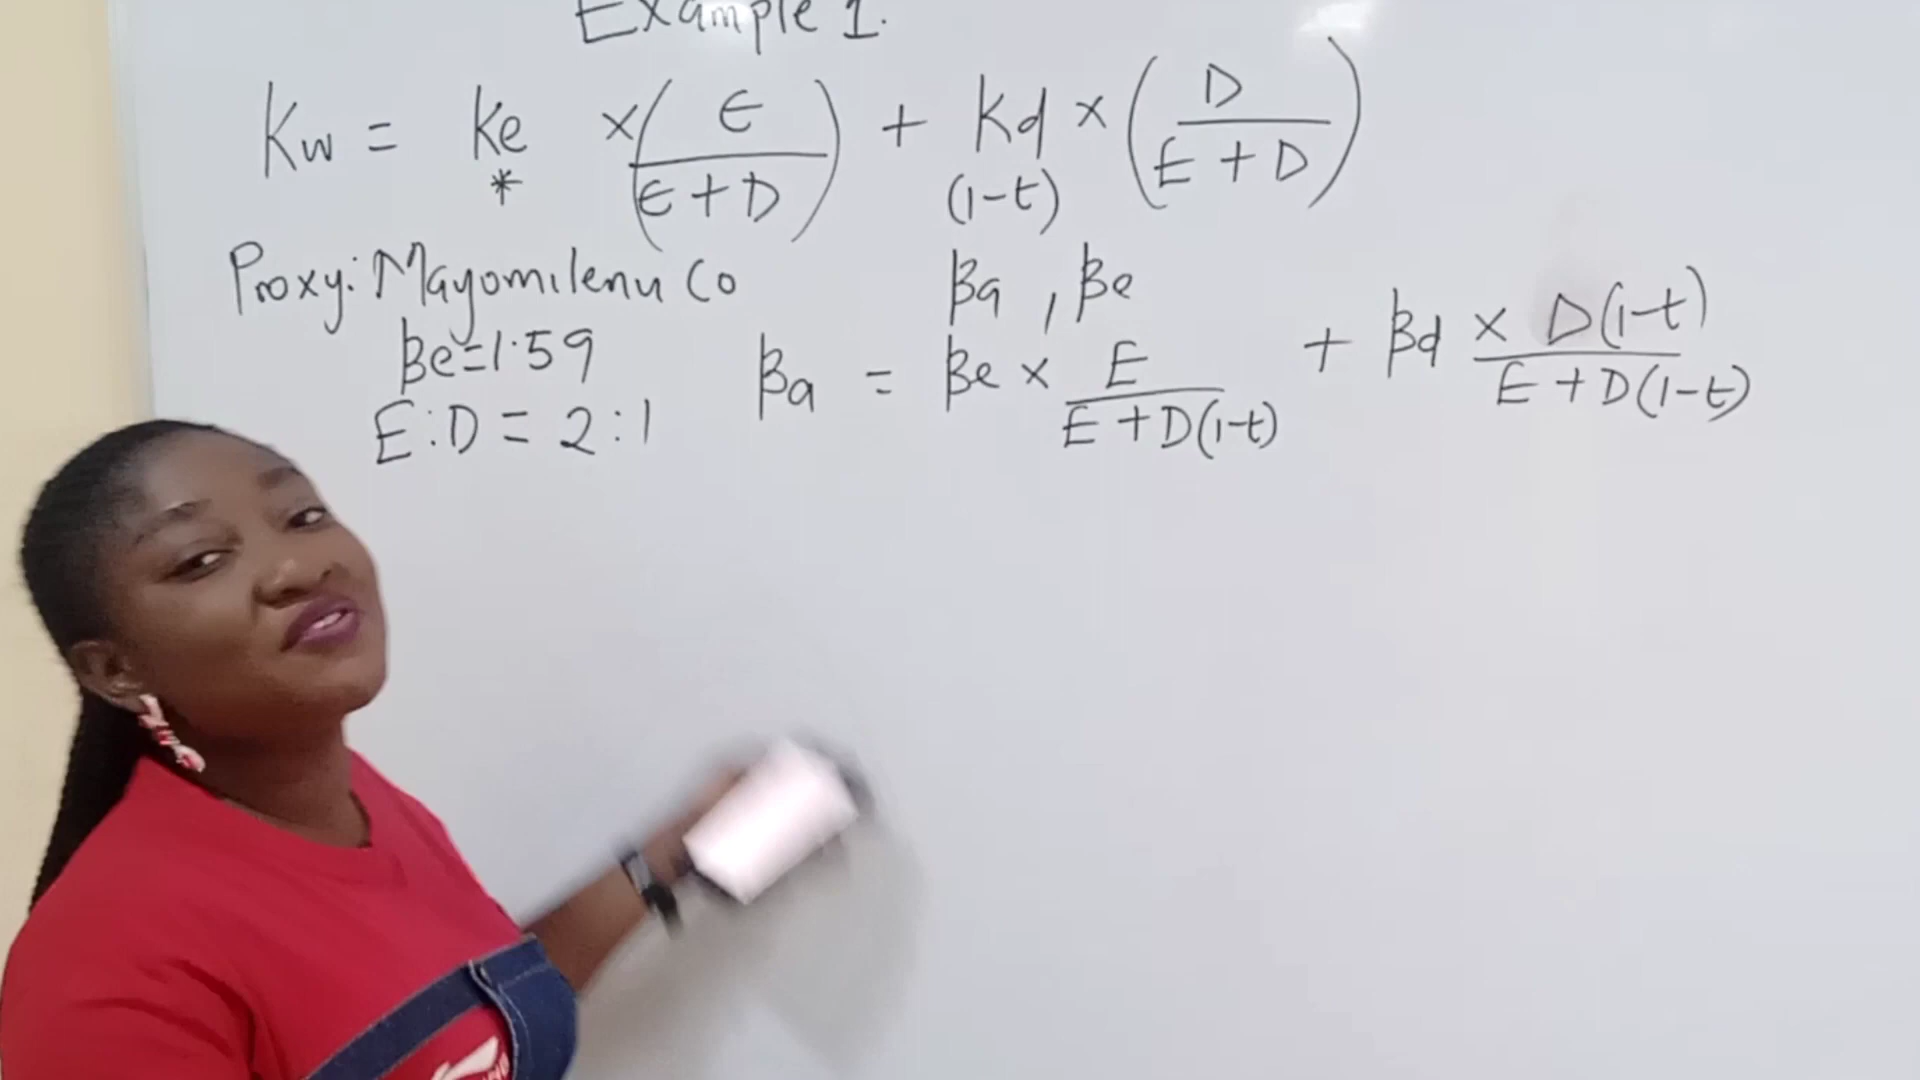 Example 1.
Kw = Ke × (E / E + D) + Kd × (D / E + D)
* (1-t)
Proxy: Mayomilenu Co
βa, βe
βe=1.59
E:D = 2:1
βa = βe × E / E + D(1-t) + βd × D(1-t) / E + D(1-t)